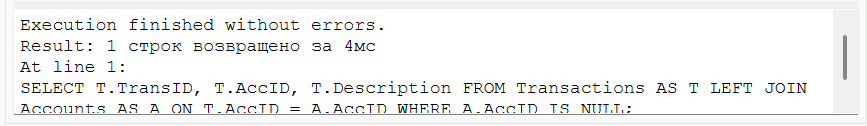 Execution finished without errors.
Result: 1 строк возвращено за 4мс
At line 1:
SELECT T.TransID, T.AccID, T.Description FROM Transactions AS T LEFT JOIN
Accounts AS A ON T.AccID = A.AccID WHERE A.AccID IS NULL;